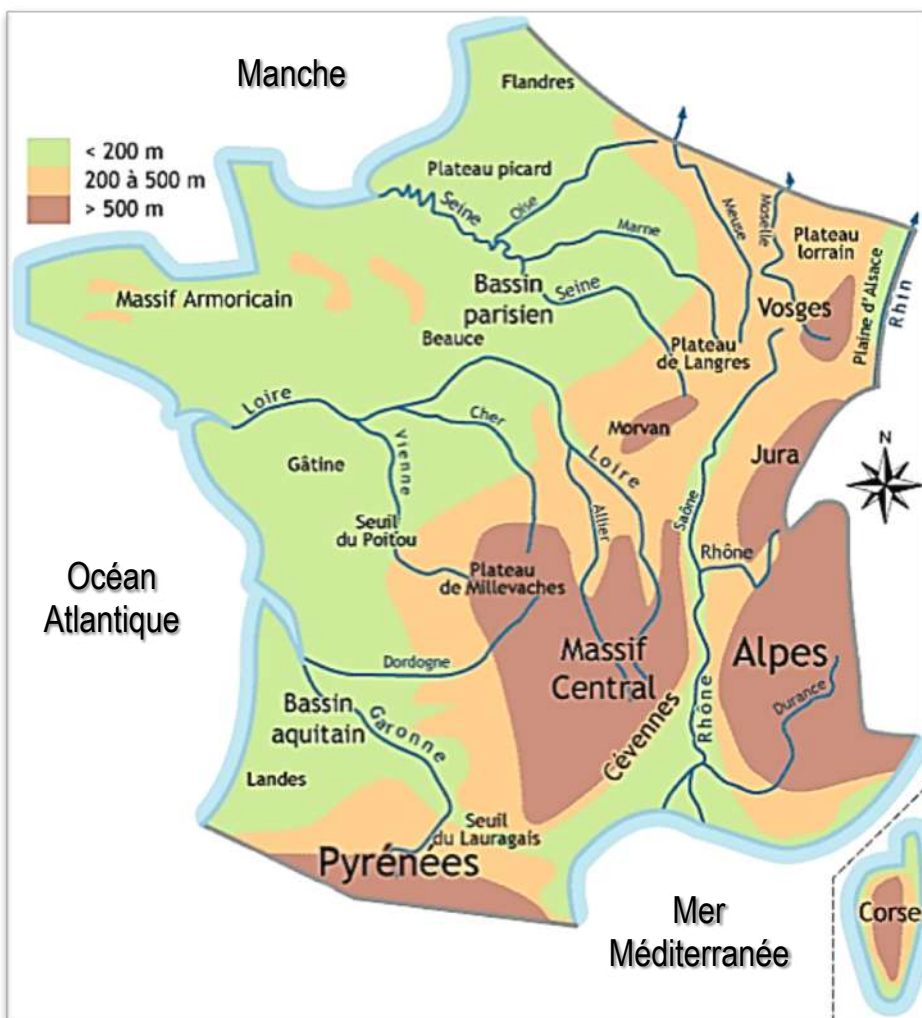 Manche
Flandres
< 200 m
200 à 500 m
> 500 m
Plateau picard
Seine
Oise
Marne
Meuse
Moselle
Plateau
lorrain
Plaine d'Alsace
Rhin
Massif Armoricain
Bassin
parisien
Seine
Vosges
Beauce
Plateau
de Langres
Loire
Cher
Morvan
Jura
N
Gâtine
Vienne
Loire
Allier
Saône
Seuil
du Poitou
Rhône
Plateau
de Millevaches
Océan
Atlantique
Massif
Central
Alpes
Dordogne
Rhône
Durance
Bassin
aquitain
Garonne
Cévennes
Landes
Seuil
du Lauragais
Pyrénées
Mer
Méditerranée
Corse